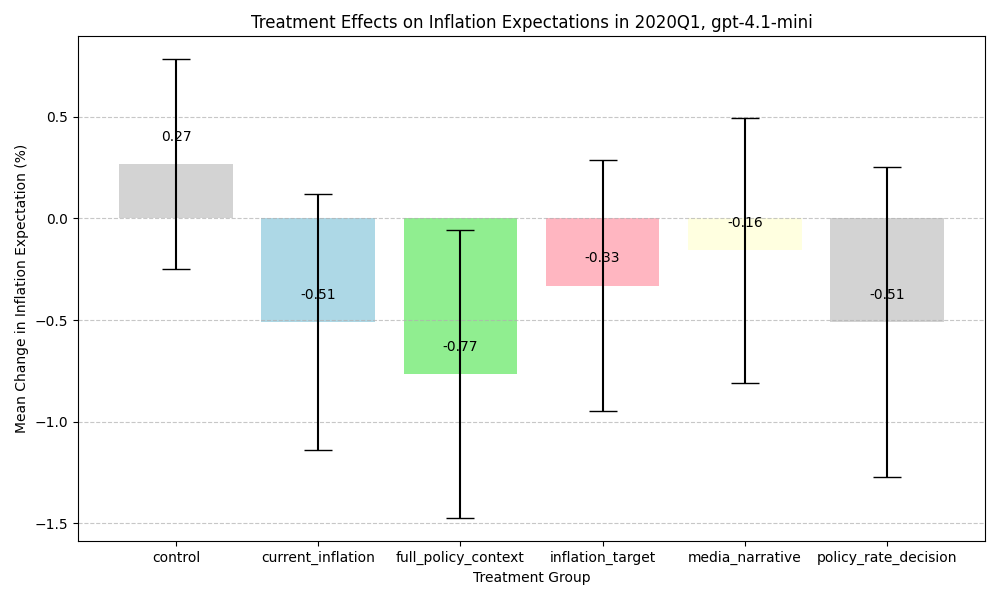 Treatment Effects on Inflation Expectations in 2020Q1, gpt-4.1-mini
Mean Change in Inflation Expectation (%)
0.5
0.0
−0.5
−1.0
−1.5
0.27
-0.51
-0.77
-0.33
-0.16
-0.51
control
current_inflation
full_policy_context
inflation_target
media_narrative
policy_rate_decision
Treatment Group